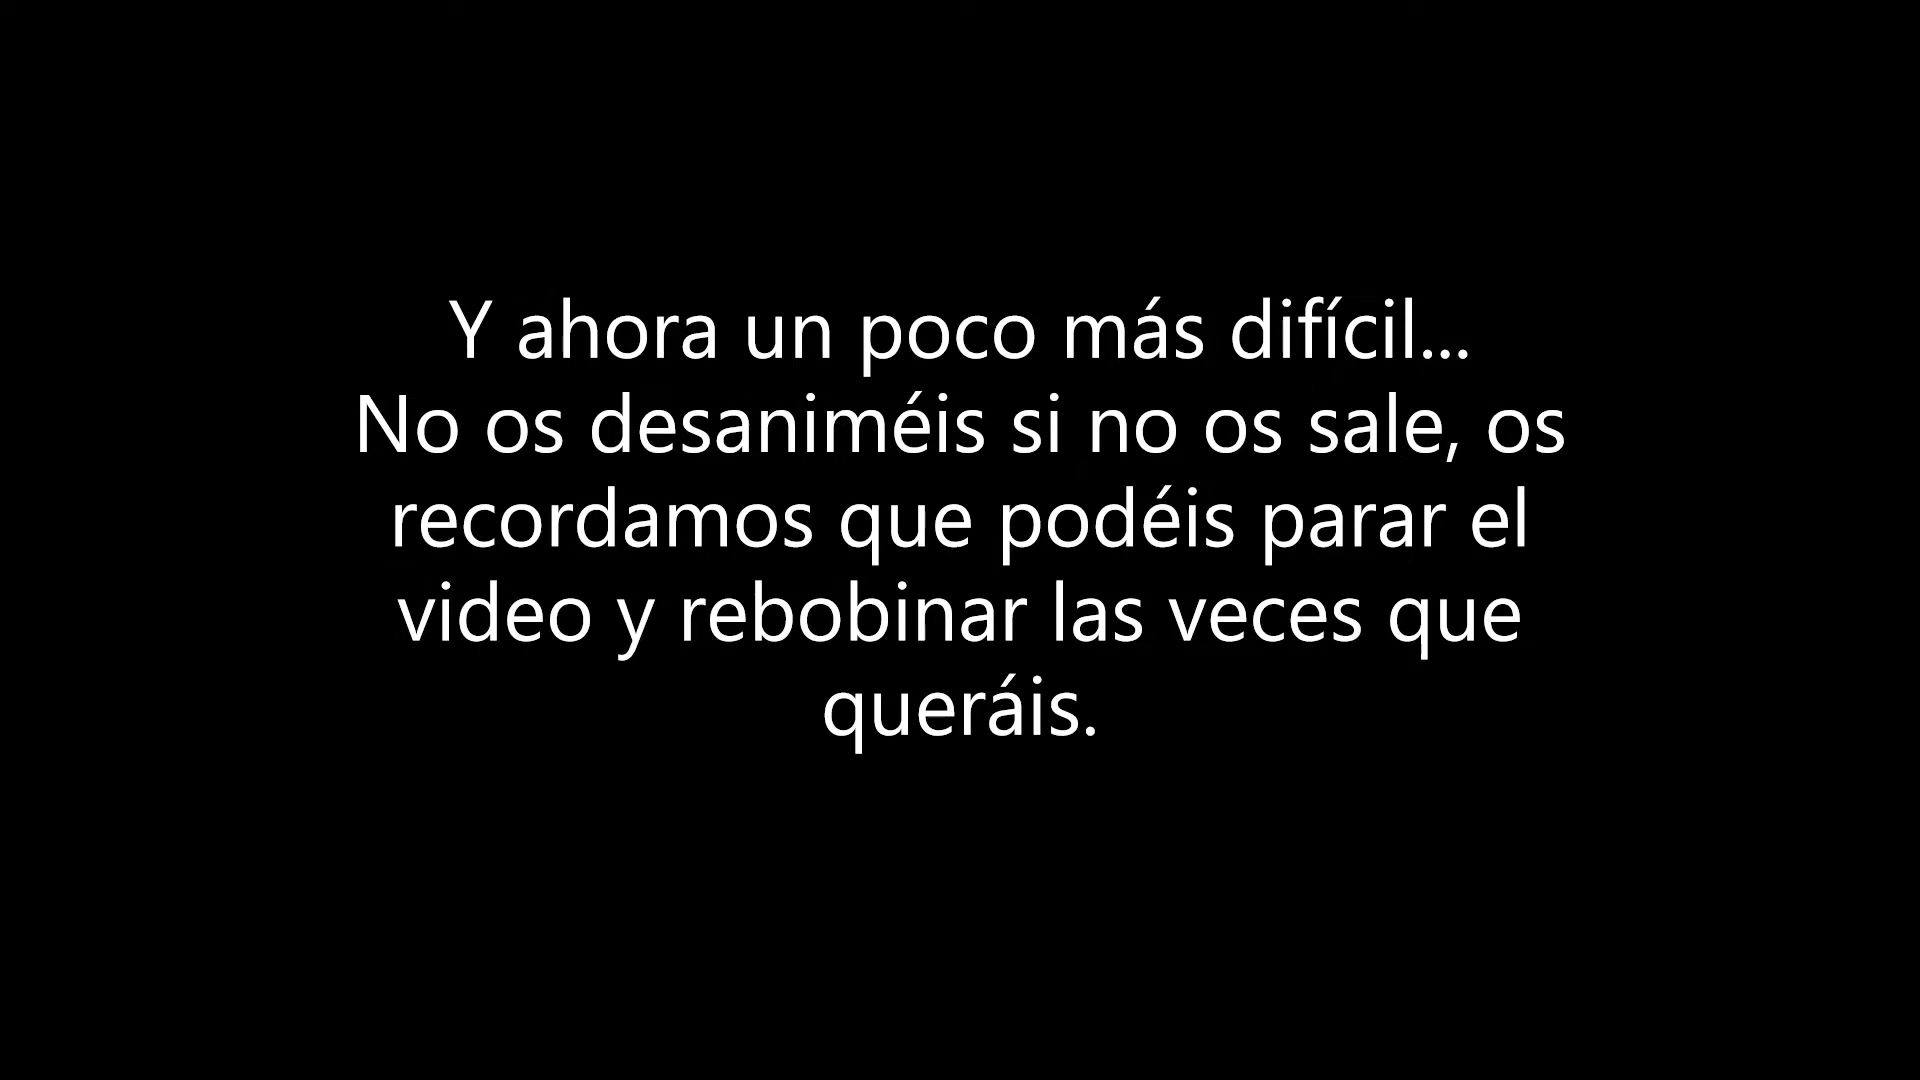 Y ahora un poco más difícil...
No os desaniméis si no os sale, os
recordamos que podéis parar el
video y rebobinar las veces que
queráis.